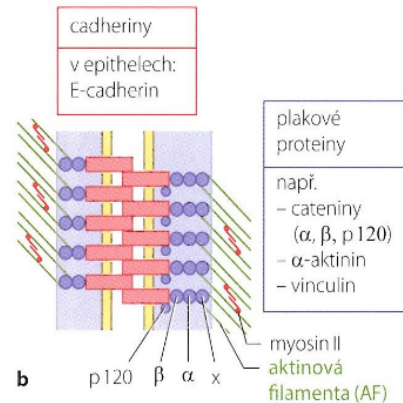 cadheriny
v epithelech:
E-cadherin
plakové
proteiny
např.
– cateniny
(α, β, p120)
– α-aktinin
– vinculin
myosin II
aktinová
filamenta (AF)
b p120 β α x